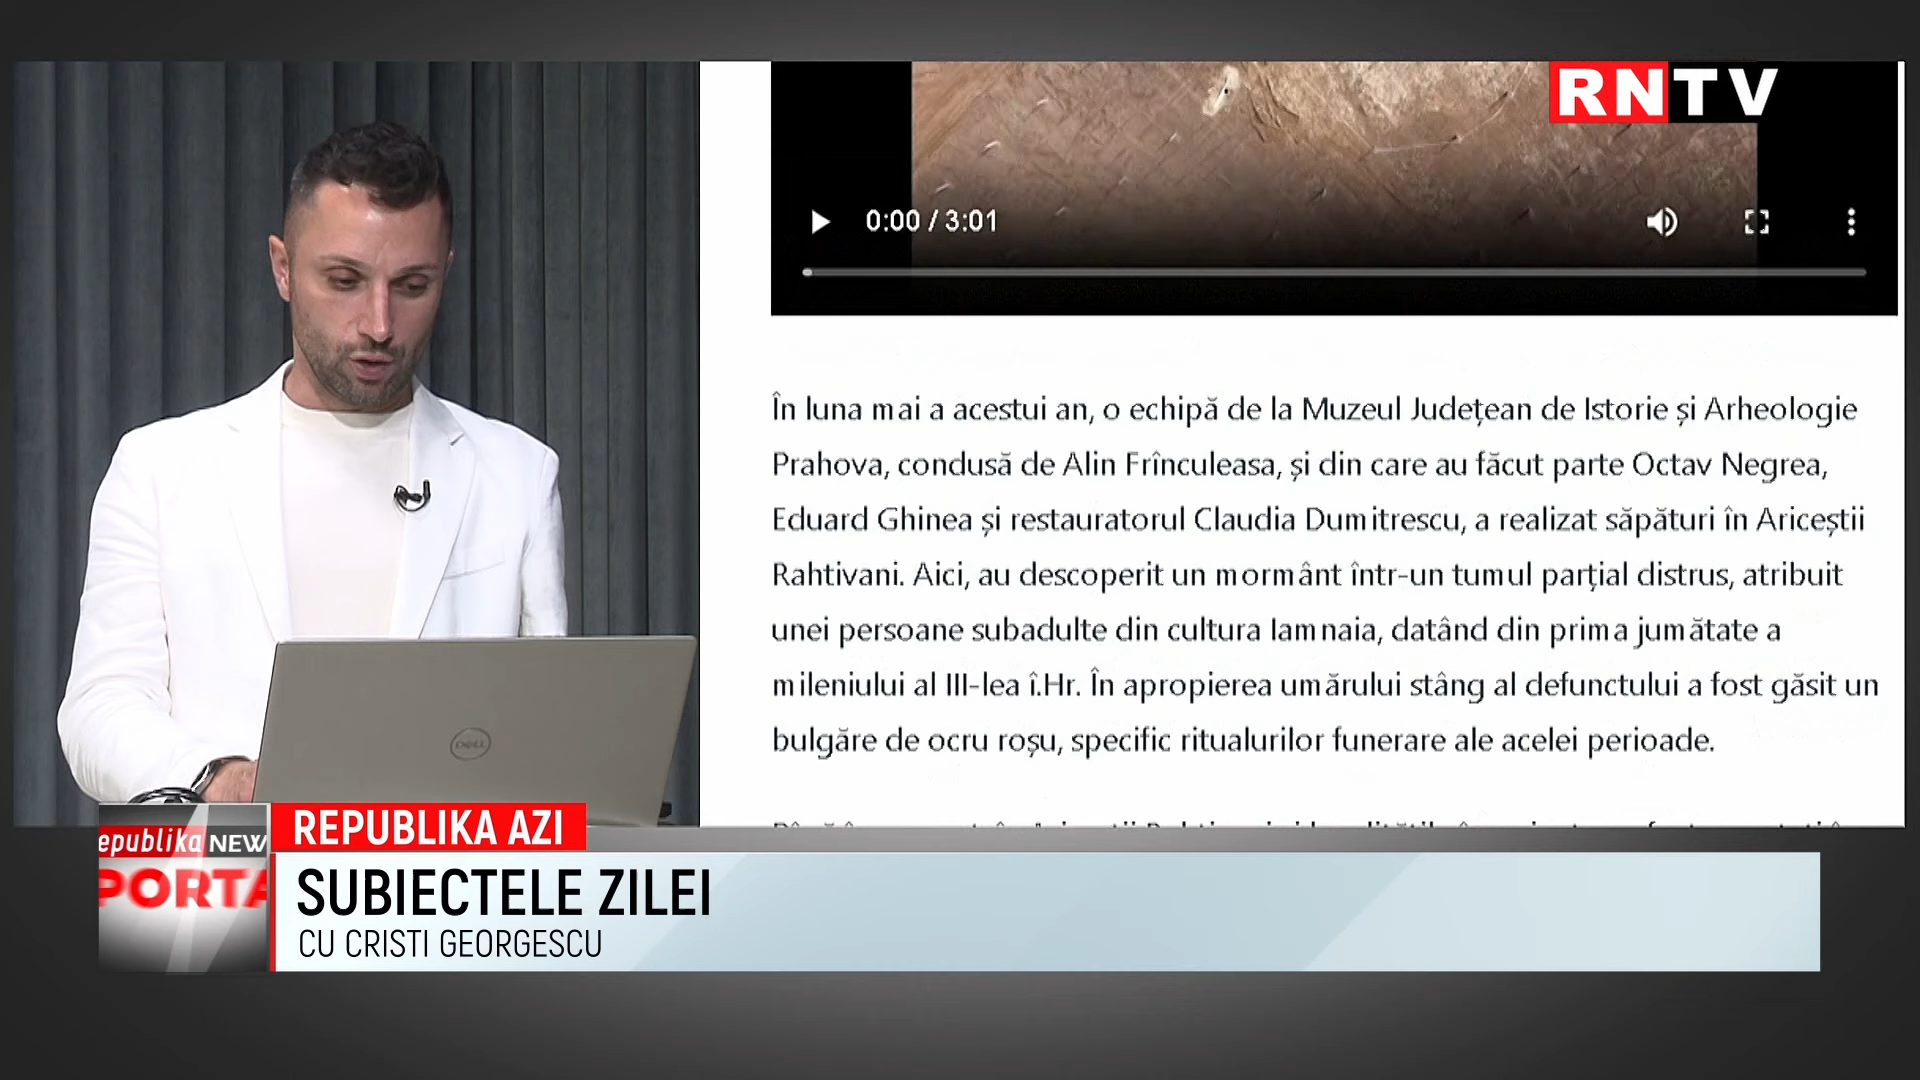 RNTV
0:00 / 3:01
În luna mai a acestui an, o echipă de la Muzeul Județean de Istorie și Arheologie
Prahova, condusă de Alin Frînculeasa, și din care au făcut parte Octav Negrea,
Eduard Ghinea și restauratorul Claudia Dumitrescu, a realizat săpături în Ariceștii
Rahtivani. Aici, au descoperit un mormânt într-un tumul parțial distrus, atribuit
unei persoane subadulte din cultura Iamnaia, datând din prima jumătate a
mileniului al III-lea î.Hr. În apropierea umărului stâng al defunctului a fost găsit un
bulgăre de ocru roșu, specific ritualurilor funerare ale acelei perioade.
DELL
epublika NEW
PORTA
REPUBLIKA AZI
SUBIECTELE ZILEI
CU CRISTI GEORGESCU